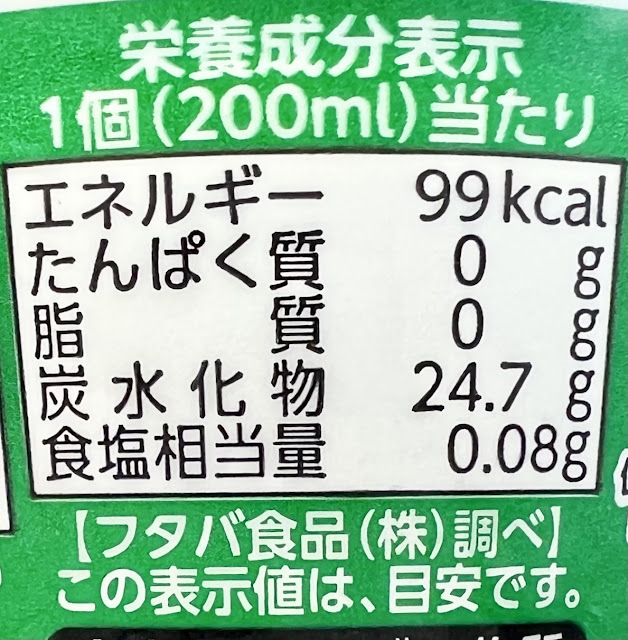 栄養成分表示
1個(200ml)当たり
エネルギー 99kcal
たんぱく質 0 g
脂質 0 g
炭水化物 24.7 g
食塩相当量 0.08g
【フタバ食品(株)調べ】
この表示値は、目安です。